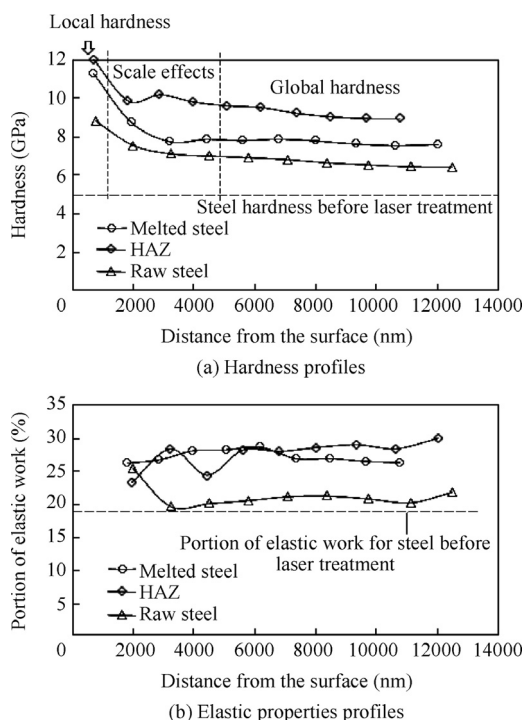 Local hardness
12
10
8
6
4
2
0
Hardness (GPa)
Scale effects
Global hardness
Steel hardness before laser treatment
Melted steel
HAZ
Raw steel
2000 4000 6000 8000 10000 12000 14000
Distance from the surface (nm)
(a) Hardness profiles
35
30
25
20
15
10
5
0
Portion of elastic work (%)
Portion of elastic work for steel before
laser treatment
Melted steel
HAZ
Raw steel
2000 4000 6000 8000 10000 12000 14000
Distance from the surface (nm)
(b) Elastic properties profiles